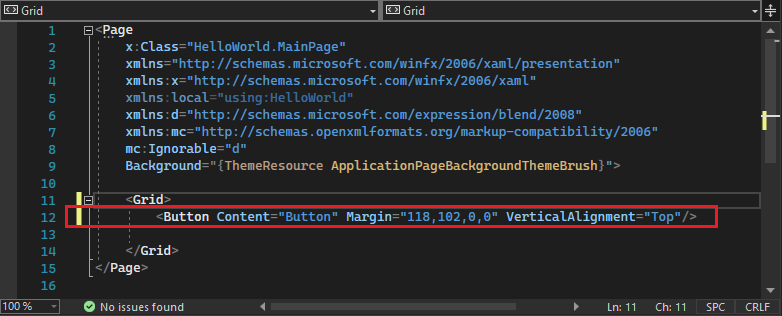 Grid Grid
1 <Page
2 x:Class="HelloWorld.MainPage"
3 xmlns="http://schemas.microsoft.com/winfx/2006/xaml/presentation"
4 xmlns:x="http://schemas.microsoft.com/winfx/2006/xaml"
5 xmlns:local="using:HelloWorld"
6 xmlns:d="http://schemas.microsoft.com/expression/blend/2008"
7 xmlns:mc="http://schemas.openxmlformats.org/markup-compatibility/2006"
8 mc:Ignorable="d"
9 Background="{ThemeResource ApplicationPageBackgroundThemeBrush}">
10
11 <Grid>
12 <Button Content="Button" Margin="118,102,0,0" VerticalAlignment="Top"/>
13
14 </Grid>
15 </Page>
16
100 % No issues found Ln: 11 Ch: 11 SPC CRLF